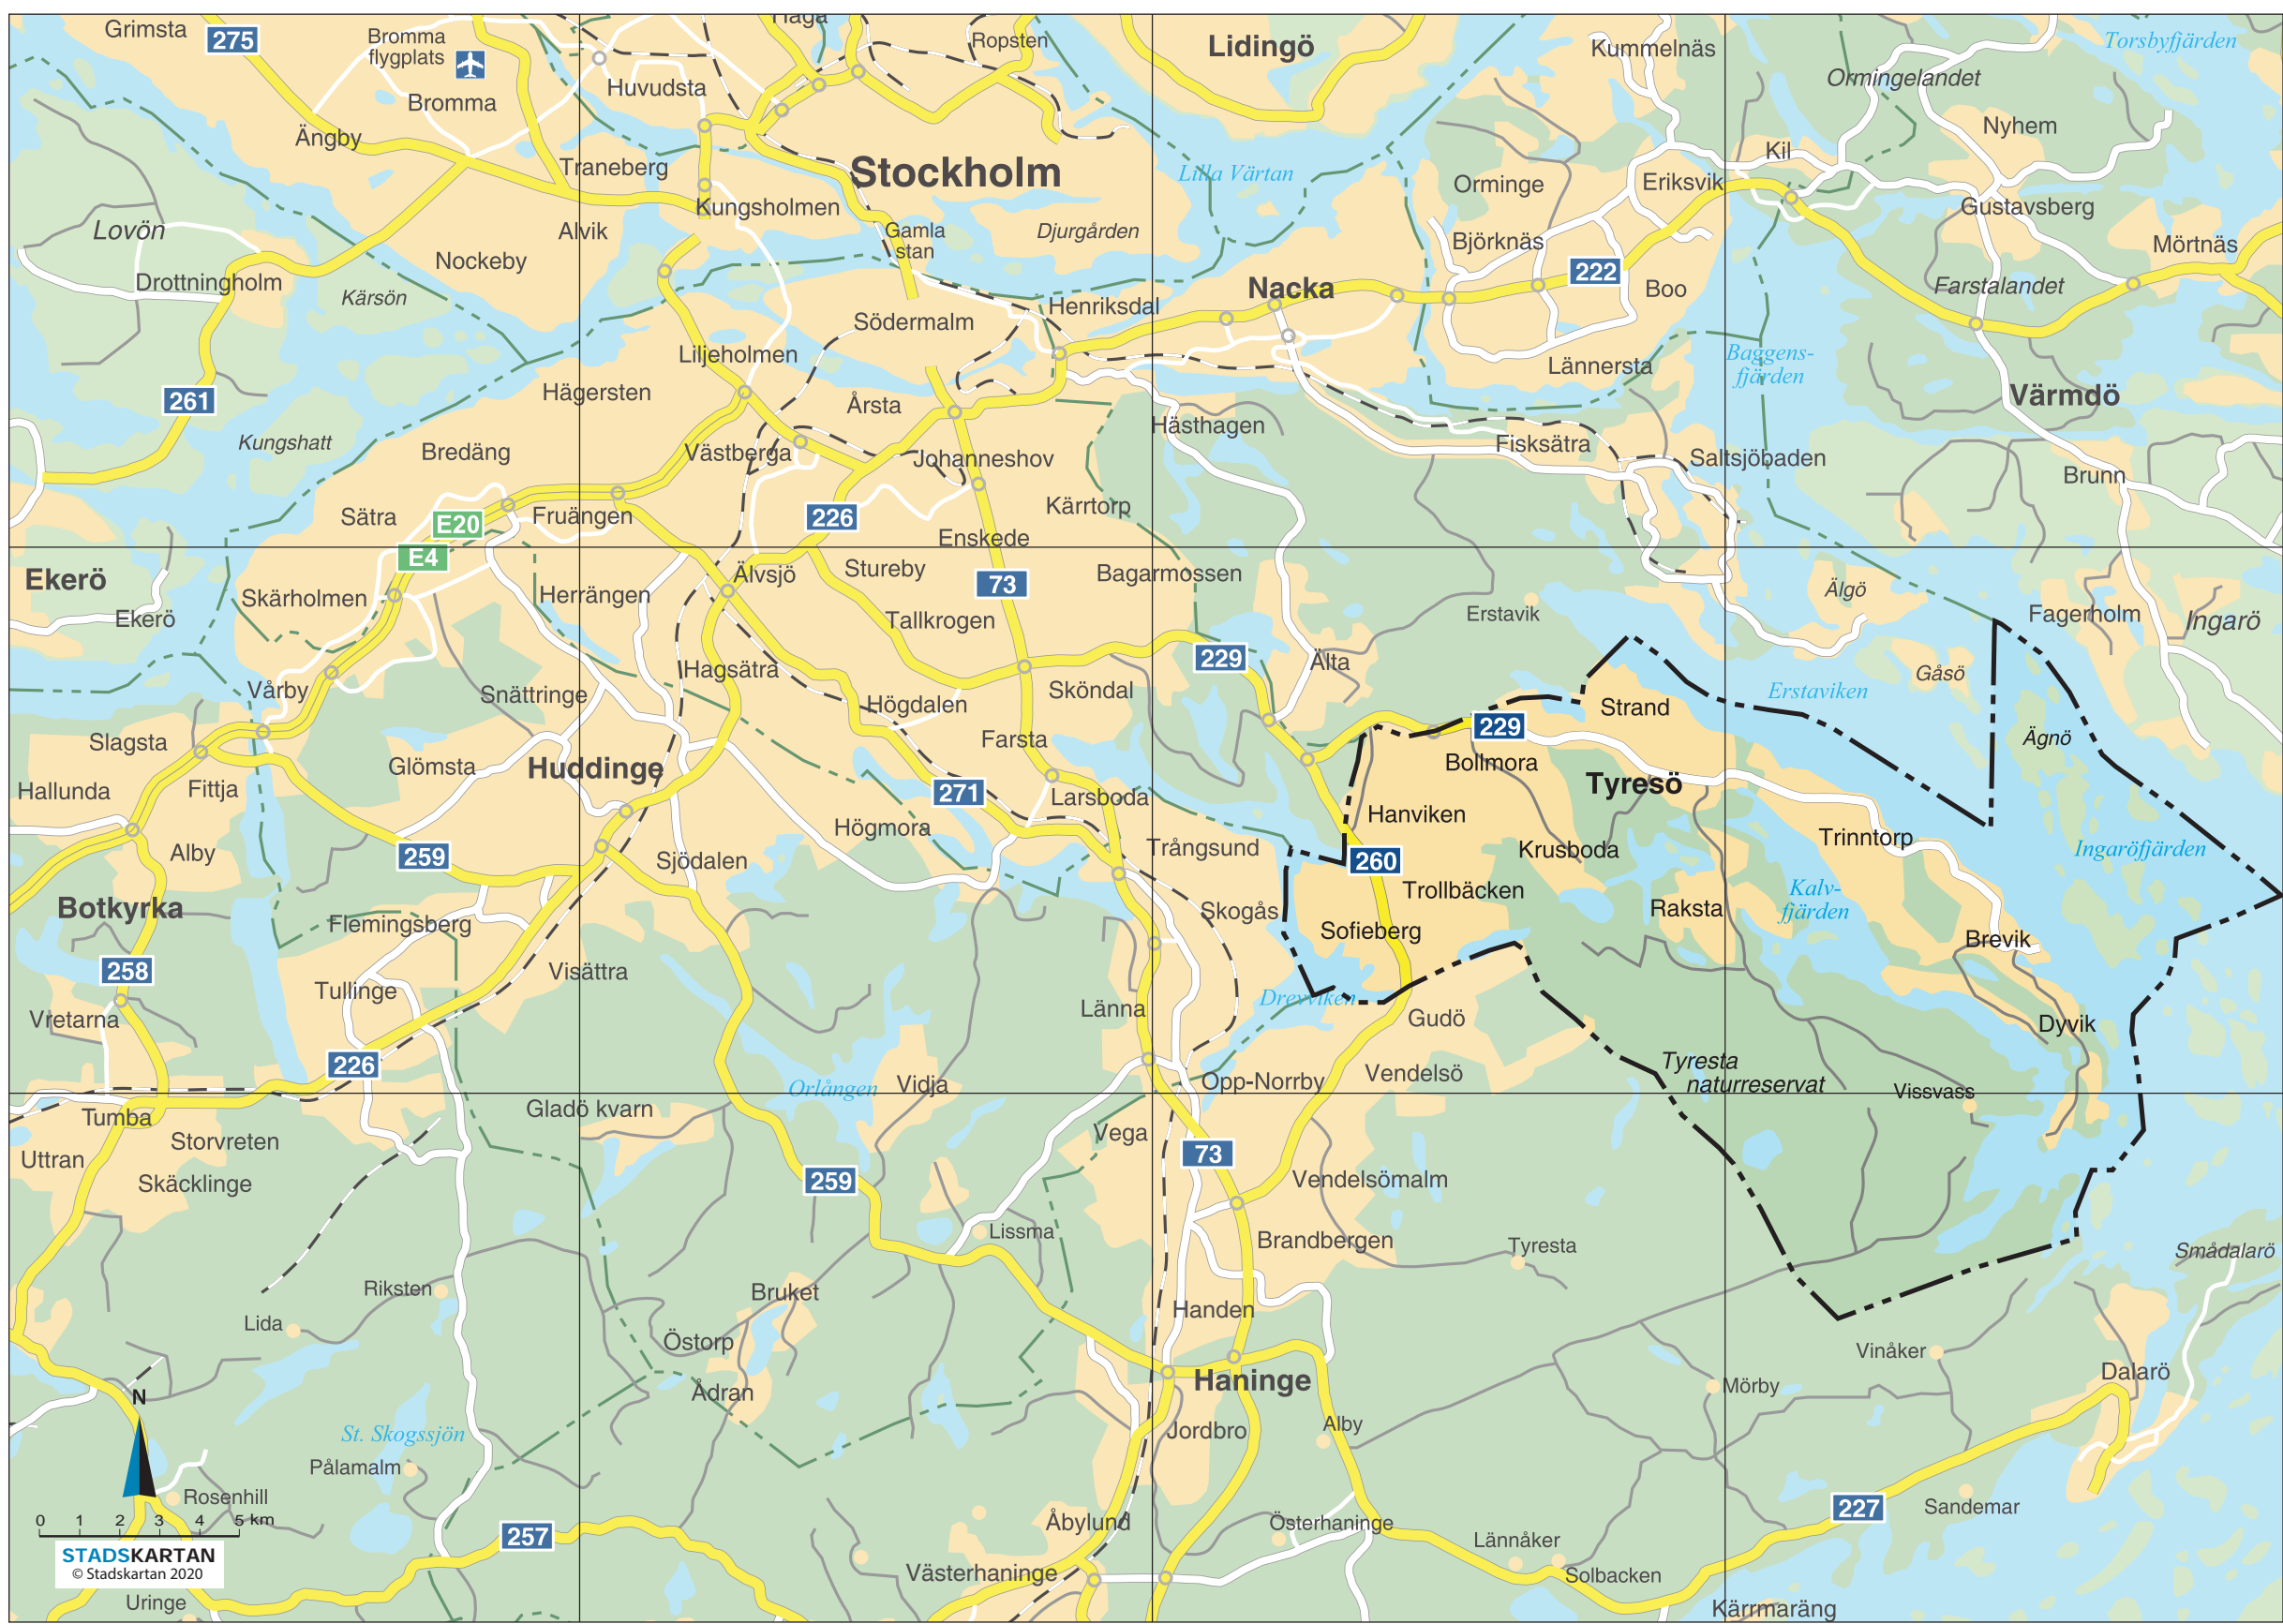 Grimsta
275
Bromma
flygplats
Haga
Ropsten
Lidingö
Kummelnäs
Torsbyfjärden
Ormingelandet
Huvudsta
Bromma
Ängby
Nyhem
Kil
Traneberg
Stockholm
Lilla Värtan
Orminge
Eriksvik
Kungsholmen
Gustavsberg
Lovön
Alvik
Gamla
stan
Djurgården
Björknäs
Mörtnäs
Nockeby
222
Drottningholm
Kärsön
Nacka
Boo
Farstalandet
Henriksdal
Södermalm
Liljeholmen
Baggens-
fjärden
Lännersta
Hägersten
261
Årsta
Värmdö
Kungshatt
Hästhagen
Bredäng
Västberga
Johanneshov
Fisksätra
Saltsjöbaden
Brunn
Sätra
E20
Fruängen
226
Kärrtorp
Enskede
E4
Ekerö
Älvsjö
Stureby
73
Bagarmossen
Skärholmen
Herrängen
Älgö
Ekerö
Tallkrogen
Erstavik
Fagerholm
Ingarö
229
Älta
Hagsätra
Vårby
Snättringe
Högdalen
Sköndal
Erstaviken
Gåsö
Strand
Slagsta
Farsta
229
Ägnö
Glömsta
Huddinge
Bollmora
Hallunda
Fittja
271
Larsboda
Tyresö
Hanviken
Högmora
Trinntorp
Alby
259
Sjödalen
Trångsund
260
Krusboda
Ingaröfjärden
Botkyrka
Trollbäcken
Kalv-
fjärden
Flemingsberg
Skogås
Raksta
Sofieberg
Brevik
258
Visättra
Tullinge
Drevviken
Länna
Vretarna
Gudö
Dyvik
226
Tyresta
naturreservat
Orlången
Vidja
Opp-Norrby
Vendelsö
Vissvass
Tumba
Gladö kvarn
Storvreten
Vega
Uttran
73
Skäcklinge
259
Vendelsömalm
Lissma
Brandbergen
Tyresta
Smådalarö
Riksten
Bruket
Handen
Lida
Östorp
Vinåker
Ådran
Haninge
Mörby
Dalarö
N
St. Skogssjön
Jordbro
Alby
Pålamalm
Rosenhill
227
Sandemar
0 1 2 3 4 5 km
257
Åbylund
Österhaninge
Lännåker
STADSKARTAN
© Stadskartan 2020
Västerhaninge
Solbacken
Uringe
Kärrmaräng